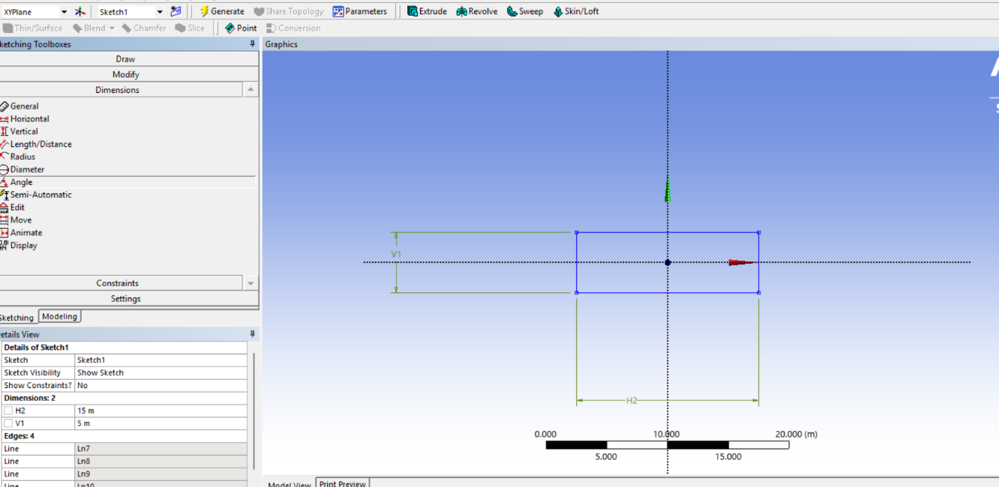 XYPlane Sketch1 Generate Share Topology Parameters Extrude Revolve Sweep Skin/Loft
Thin/Surface Blend Chamfer Slice Point Conversion
ketching Toolboxes
Draw
Modify
Dimensions
General
Horizontal
Vertical
Length/Distance
Radius
Diameter
Angle
Semi-Automatic
Edit
Move
Animate
Display
Constraints
Settings
Sketching Modeling
etails View
Details of Sketch1
Sketch Sketch1
Sketch Visibility Show Sketch
Show Constraints? No
Dimensions: 2
H2 15 m
V1 5 m
Edges: 4
Line Ln7
Line Ln8
Line Ln9
Line Ln10
Graphics
V1
H2
0.000 10.000 20.000 (m)
5.000 15.000
Model View Print Preview